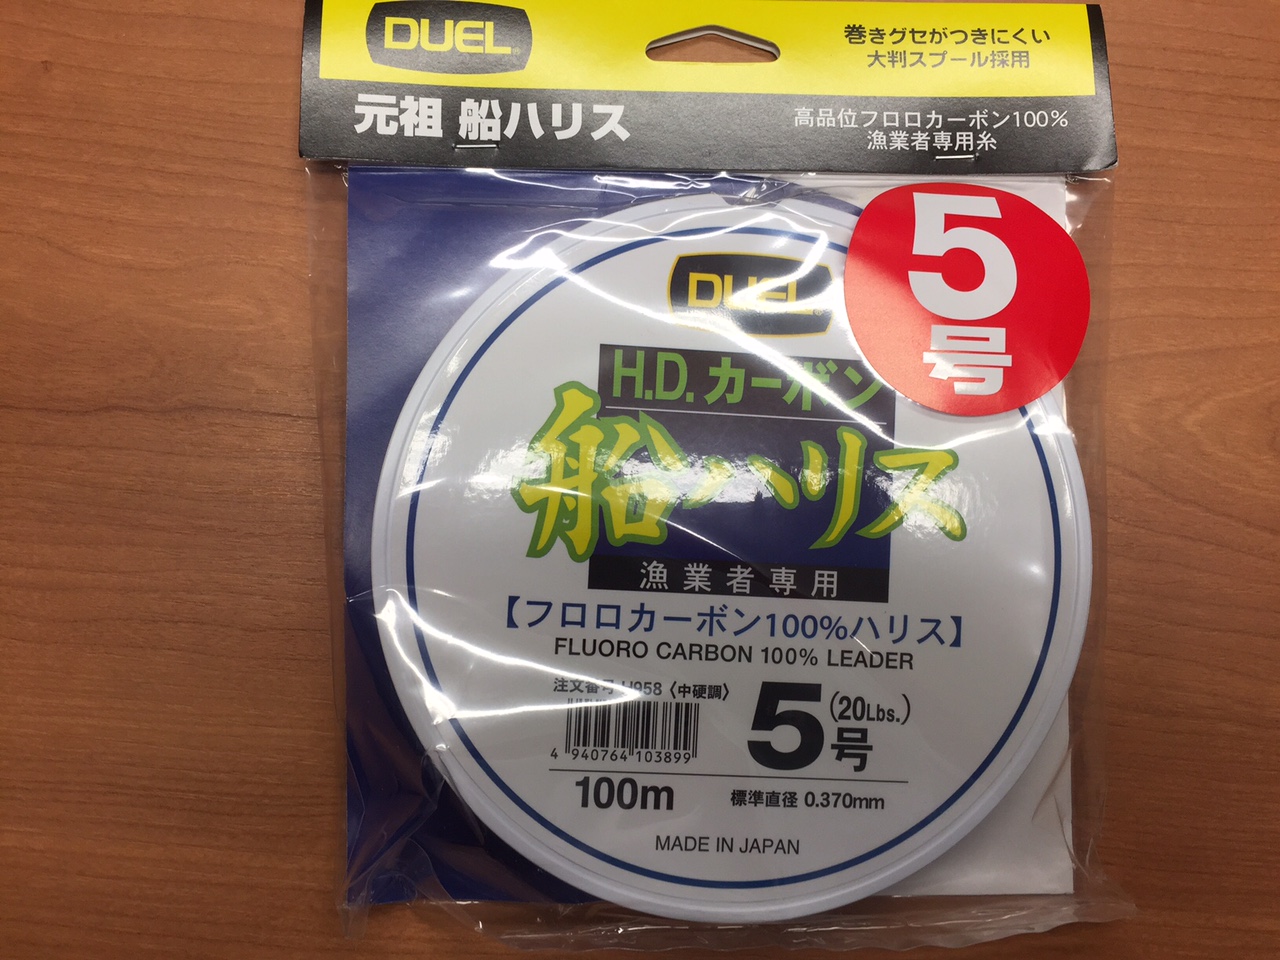 DUEL
巻きグセがつきにくい
大判スプール採用
元祖 船ハリス
高品位フロロカーボン100%
漁業者専用糸
5号
DUEL
H.D.カーボン
船ハリス
漁業者専用
【フロロカーボン100%ハリス】
FLUORO CARBON 100% LEADER
注文番号 H958〈中硬調〉
5号 (20Lbs.)
4 940764 103899
100m
標準直径 0.370mm
MADE IN JAPAN